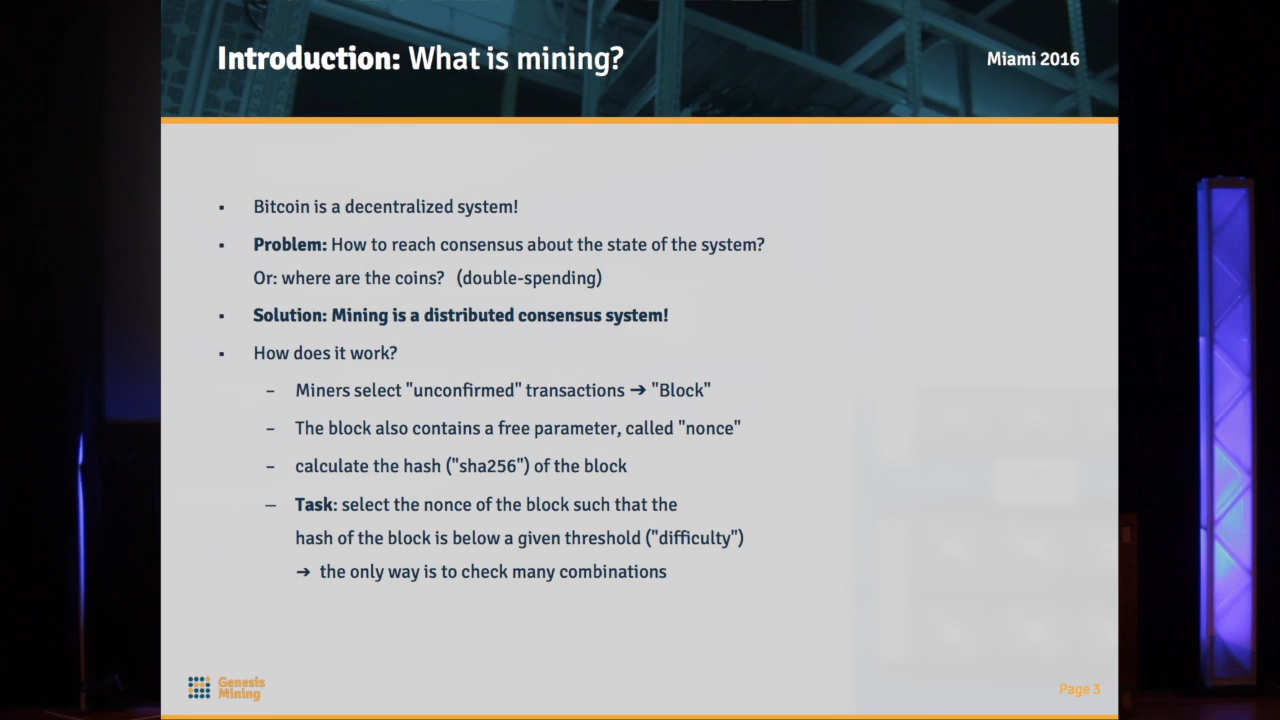 Introduction: What is mining?
Miami 2016
▪ Bitcoin is a decentralized system!
▪ Problem: How to reach consensus about the state of the system?
Or: where are the coins? (double-spending)
▪ Solution: Mining is a distributed consensus system!
▪ How does it work?
– Miners select "unconfirmed" transactions ➔ "Block"
– The block also contains a free parameter, called "nonce"
– calculate the hash ("sha256") of the block
– Task: select the nonce of the block such that the
hash of the block is below a given threshold ("difficulty")
➔ the only way is to check many combinations
Genesis
Mining
Page 3